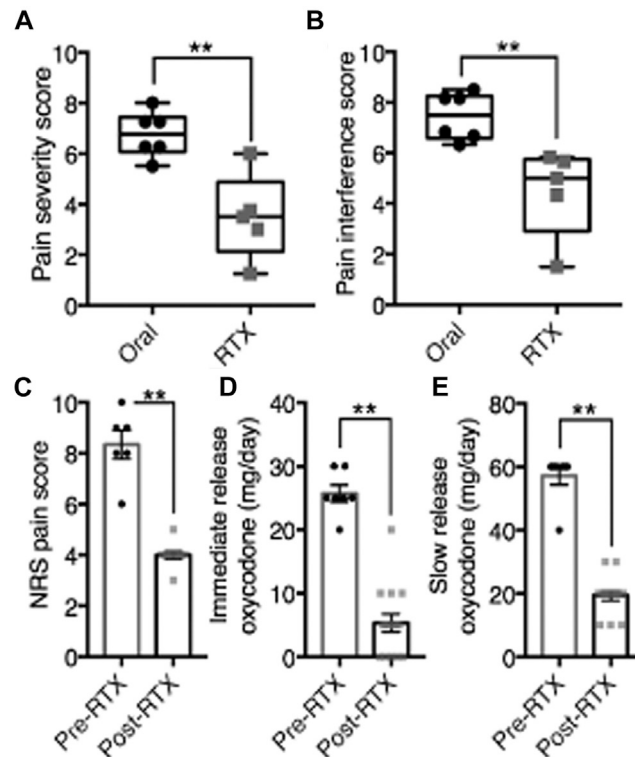 A
**
Pain severity score
10
8
6
4
2
0
Oral
RTX
B
**
Pain interference score
10
8
6
4
2
0
Oral
RTX
C
**
NRS pain score
10
8
6
4
2
0
Pre-RTX
Post-RTX
D
**
Immediate release
oxycodone (mg/day)
40
30
20
10
0
Pre-RTX
Post-RTX
E
**
Slow release
oxycodone (mg/day)
80
60
40
20
0
Pre-RTX
Post-RTX